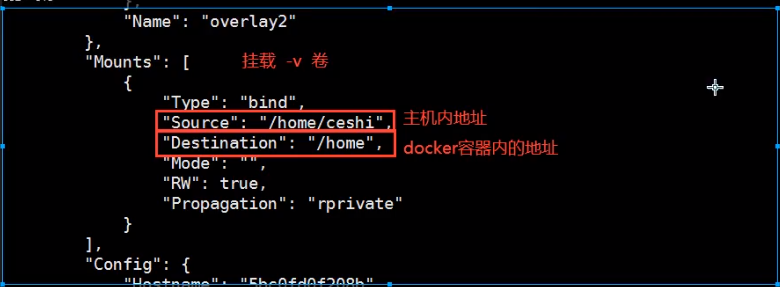 },
"Name": "overlay2"
},
"Mounts": [ 挂载 -v 卷
{
"Type": "bind",
"Source": "/home/ceshi", 主机内地址
"Destination": "/home", docker容器内的地址
"Mode": "",
"RW": true,
"Propagation": "rprivate"
}
],
"Config": {
"Hostname": "5bc0fd0f208b",